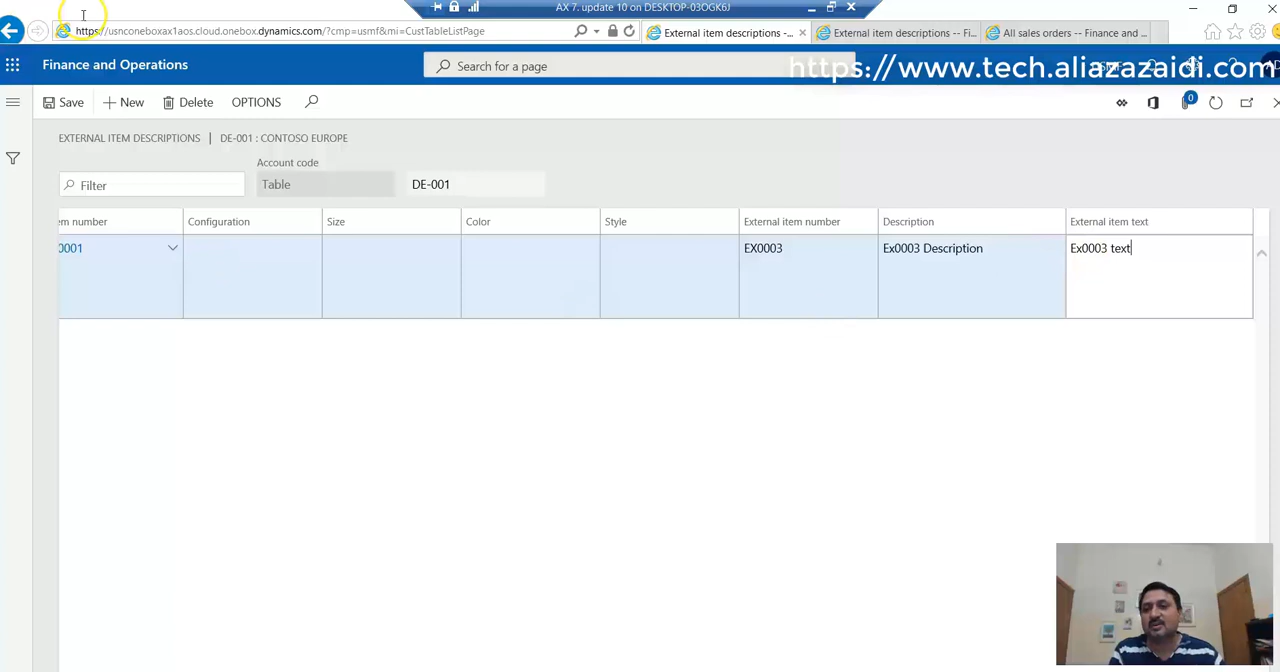 AX 7. update 10 on DESKTOP-03OGK6J
https://usnconeboxax1aos.cloud.onebox.dynamics.com/?cmp=usmf&mi=CustTableListPage
External item descriptions -...
External item descriptions -- Fi...
All sales orders -- Finance and ...
Finance and Operations
Search for a page
https://www.tech.aliazazaidi.com
Save
New
Delete
OPTIONS
0
EXTERNAL ITEM DESCRIPTIONS | DE-001 : CONTOSO EUROPE
Account code
Filter
Table
DE-001
em number
Configuration
Size
Color
Style
External item number
Description
External item text
0001
EX0003
Ex0003 Description
Ex0003 text